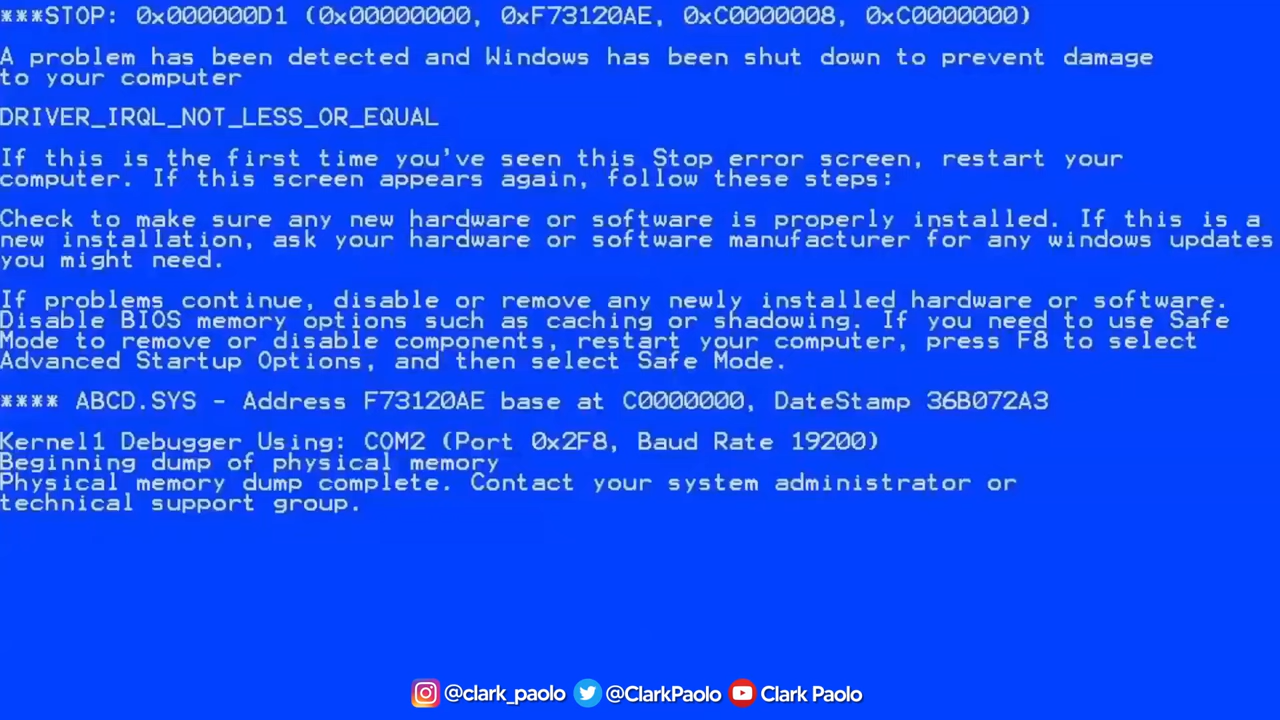 ***STOP: 0x000000D1 (0x00000000, 0xF73120AE, 0xC0000008, 0xC0000000)
A problem has been detected and Windows has been shut down to prevent damage
to your computer
DRIVER_IRQL_NOT_LESS_OR_EQUAL
If this is the first time you've seen this Stop error screen, restart your
computer. If this screen appears again, follow these steps:
Check to make sure any new hardware or software is properly installed. If this is a
new installation, ask your hardware or software manufacturer for any windows updates
you might need.
If problems continue, disable or remove any newly installed hardware or software.
Disable BIOS memory options such as caching or shadowing. If you need to use Safe
Mode to remove or disable components, restart your computer, press F8 to select
Advanced Startup Options, and then select Safe Mode.
**** ABCD.SYS - Address F73120AE base at C0000000, DateStamp 36B072A3
Kernel1 Debugger Using: COM2 (Port 0x2F8, Baud Rate 19200)
Beginning dump of physical memory
Physical memory dump complete. Contact your system administrator or
technical support group.
@clark_paolo @ClarkPaolo Clark Paolo